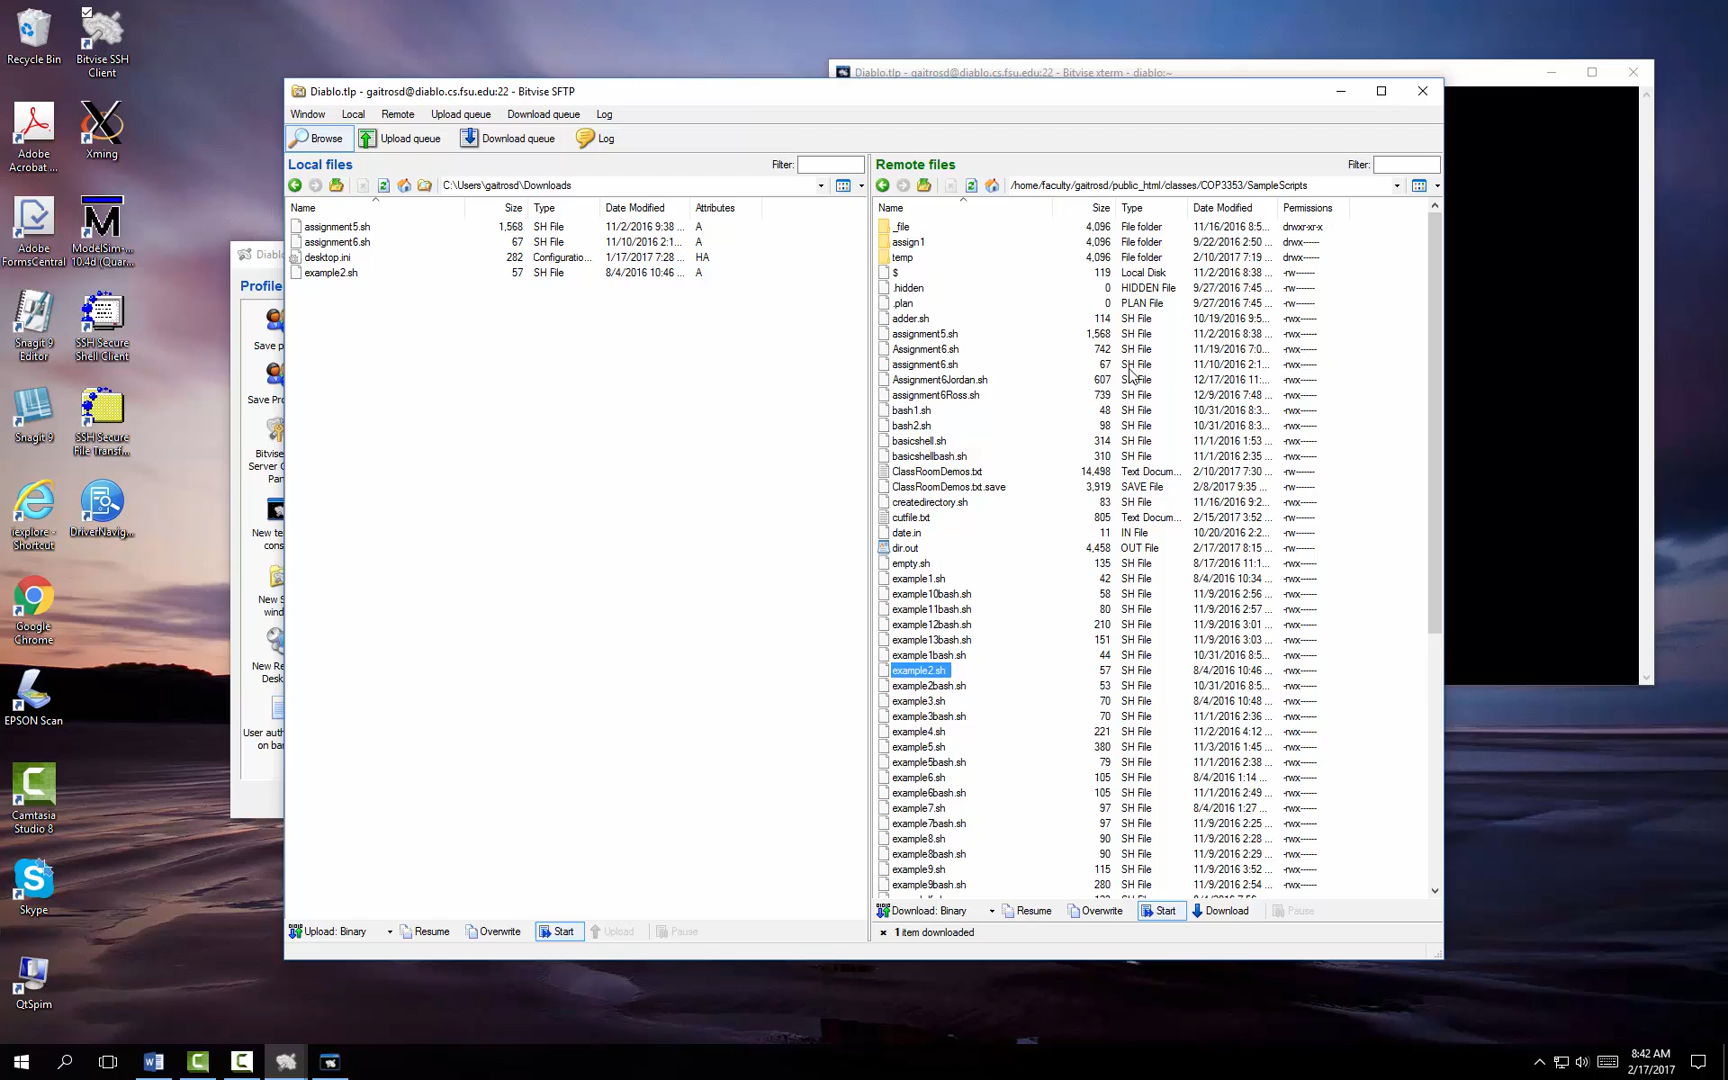 Recycle Bin
Bitvise SSH
Client
Adobe
Acrobat ...
Xming
Adobe
FormsCentral
ModelSim-...
10.4d (Quar...
Snagit 9
Editor
SSH Secure
Shell Client
Snagit 9
SSH Secure
File Transf...
iexplore -
Shortcut
DriverNavig...
Google
Chrome
EPSON Scan
Camtasia
Studio 8
Skype
QtSpim
Diablo.tlp - gaitrosd@diablo.cs.fsu.edu:22 - Bitvise xterm - diablo:~
Diabl
Profile
Save p
Save Pro
Bitvise
Server C
Pan
New te
cons
New S
wind
New Re
Desk
User auth
on ba
Diablo.tlp - gaitrosd@diablo.cs.fsu.edu:22 - Bitvise SFTP
Window Local Remote Upload queue Download queue Log
Browse Upload queue Download queue Log
Local files Filter:
C:\Users\gaitrosd\Downloads
Name Size Type Date Modified Attributes
assignment5.sh 1,568 SH File 11/2/2016 9:38 ... A
assignment6.sh 67 SH File 11/10/2016 2:1... A
desktop.ini 282 Configuratio... 1/17/2017 7:28 ... HA
example2.sh 57 SH File 8/4/2016 10:46 ... A
Upload: Binary Resume Overwrite Start Upload Pause
Remote files Filter:
/home/faculty/gaitrosd/public_html/classes/COP3353/SampleScripts
Name Size Type Date Modified Permissions
_file 4,096 File folder 11/16/2016 8:5... drwxr-xr-x
assign1 4,096 File folder 9/22/2016 2:50 ... drwx------
temp 4,096 File folder 2/10/2017 7:19 ... drwx------
$ 119 Local Disk 11/2/2016 8:38 ... -rw-------
.hidden 0 HIDDEN File 9/27/2016 7:45 ... -rw-------
.plan 0 PLAN File 9/27/2016 7:45 ... -rw-------
adder.sh 114 SH File 10/19/2016 9:5... -rwx------
assignment5.sh 1,568 SH File 11/2/2016 8:38 ... -rwx------
Assignment6.sh 742 SH File 11/19/2016 7:0... -rwx------
assignment6.sh 67 SH File 11/10/2016 2:1... -rwx------
Assignment6Jordan.sh 607 SH File 12/17/2016 11:... -rwx------
assignment6Ross.sh 739 SH File 12/9/2016 7:48 ... -rwx------
bash1.sh 48 SH File 10/31/2016 8:3... -rwx------
bash2.sh 98 SH File 10/31/2016 8:3... -rwx------
basicshell.sh 314 SH File 11/1/2016 1:53 ... -rwx------
basicshellbash.sh 310 SH File 11/1/2016 2:35 ... -rwx------
ClassRoomDemos.txt 14,498 Text Docum... 2/10/2017 7:30 ... -rw-------
ClassRoomDemos.txt.save 3,919 SAVE File 2/8/2017 9:35 ... -rw-------
createdirectory.sh 83 SH File 11/16/2016 9:2... -rwx------
cutfile.txt 805 Text Docum... 2/15/2017 3:52 ... -rw-------
date.in 11 IN File 10/20/2016 2:2... -rw-------
dir.out 4,458 OUT File 2/17/2017 8:15 ... -rw-------
empty.sh 135 SH File 8/17/2016 11:1... -rwx------
example1.sh 42 SH File 8/4/2016 10:34 ... -rwx------
example10bash.sh 58 SH File 11/9/2016 2:56 ... -rwx------
example11bash.sh 80 SH File 11/9/2016 2:57 ... -rwx------
example12bash.sh 210 SH File 11/9/2016 3:01 ... -rwx------
example13bash.sh 151 SH File 11/9/2016 3:03 ... -rwx------
example1bash.sh 44 SH File 10/31/2016 8:5... -rwx------
example2.sh 57 SH File 8/4/2016 10:46 ... -rwx------
example2bash.sh 53 SH File 10/31/2016 8:5... -rwx------
example3.sh 70 SH File 8/4/2016 10:48 ... -rwx------
example3bash.sh 70 SH File 11/1/2016 2:36 ... -rwx------
example4.sh 221 SH File 11/2/2016 4:12 ... -rwx------
example5.sh 380 SH File 11/3/2016 1:45 ... -rwx------
example5bash.sh 79 SH File 11/1/2016 2:38 ... -rwx------
example6.sh 105 SH File 8/4/2016 1:14 ... -rwx------
example6bash.sh 105 SH File 11/1/2016 2:49 ... -rwx------
example7.sh 97 SH File 8/4/2016 1:27 ... -rwx------
example7bash.sh 97 SH File 11/9/2016 2:25 ... -rwx------
example8.sh 90 SH File 11/9/2016 2:28 ... -rwx------
example8bash.sh 90 SH File 11/9/2016 2:29 ... -rwx------
example9.sh 115 SH File 11/9/2016 3:52 ... -rwx------
example9bash.sh 280 SH File 11/9/2016 2:54 ... -rwx------
Download: Binary Resume Overwrite Start Download Pause
1 item downloaded
8:42 AM
2/17/2017